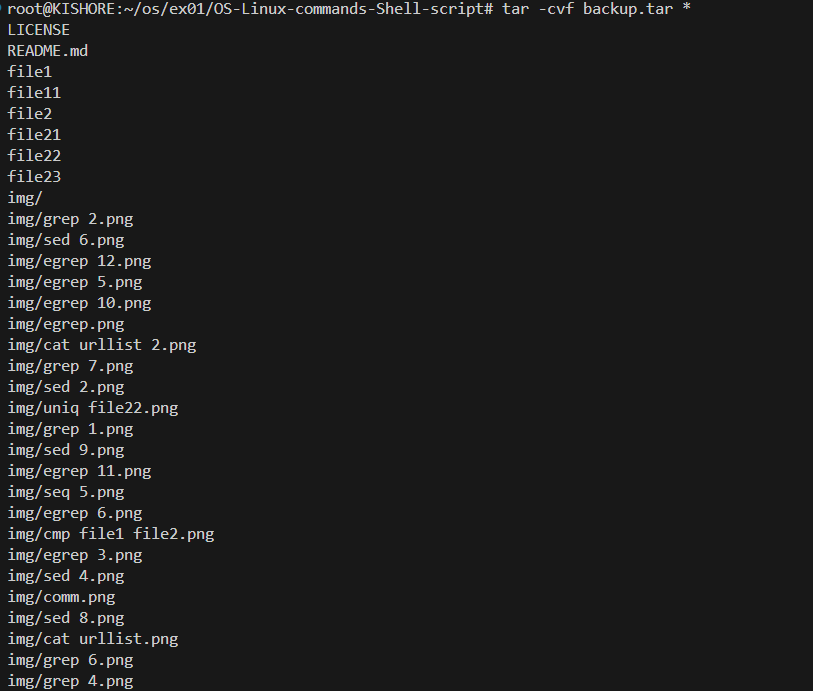 root@KISHORE:~/os/ex01/OS-Linux-commands-Shell-script# tar -cvf backup.tar *
LICENSE
README.md
file1
file11
file2
file21
file22
file23
img/
img/grep 2.png
img/sed 6.png
img/egrep 12.png
img/egrep 5.png
img/egrep 10.png
img/egrep.png
img/cat urllist 2.png
img/grep 7.png
img/sed 2.png
img/uniq file22.png
img/grep 1.png
img/sed 9.png
img/egrep 11.png
img/seq 5.png
img/egrep 6.png
img/cmp file1 file2.png
img/egrep 3.png
img/sed 4.png
img/comm.png
img/sed 8.png
img/cat urllist.png
img/grep 6.png
img/grep 4.png